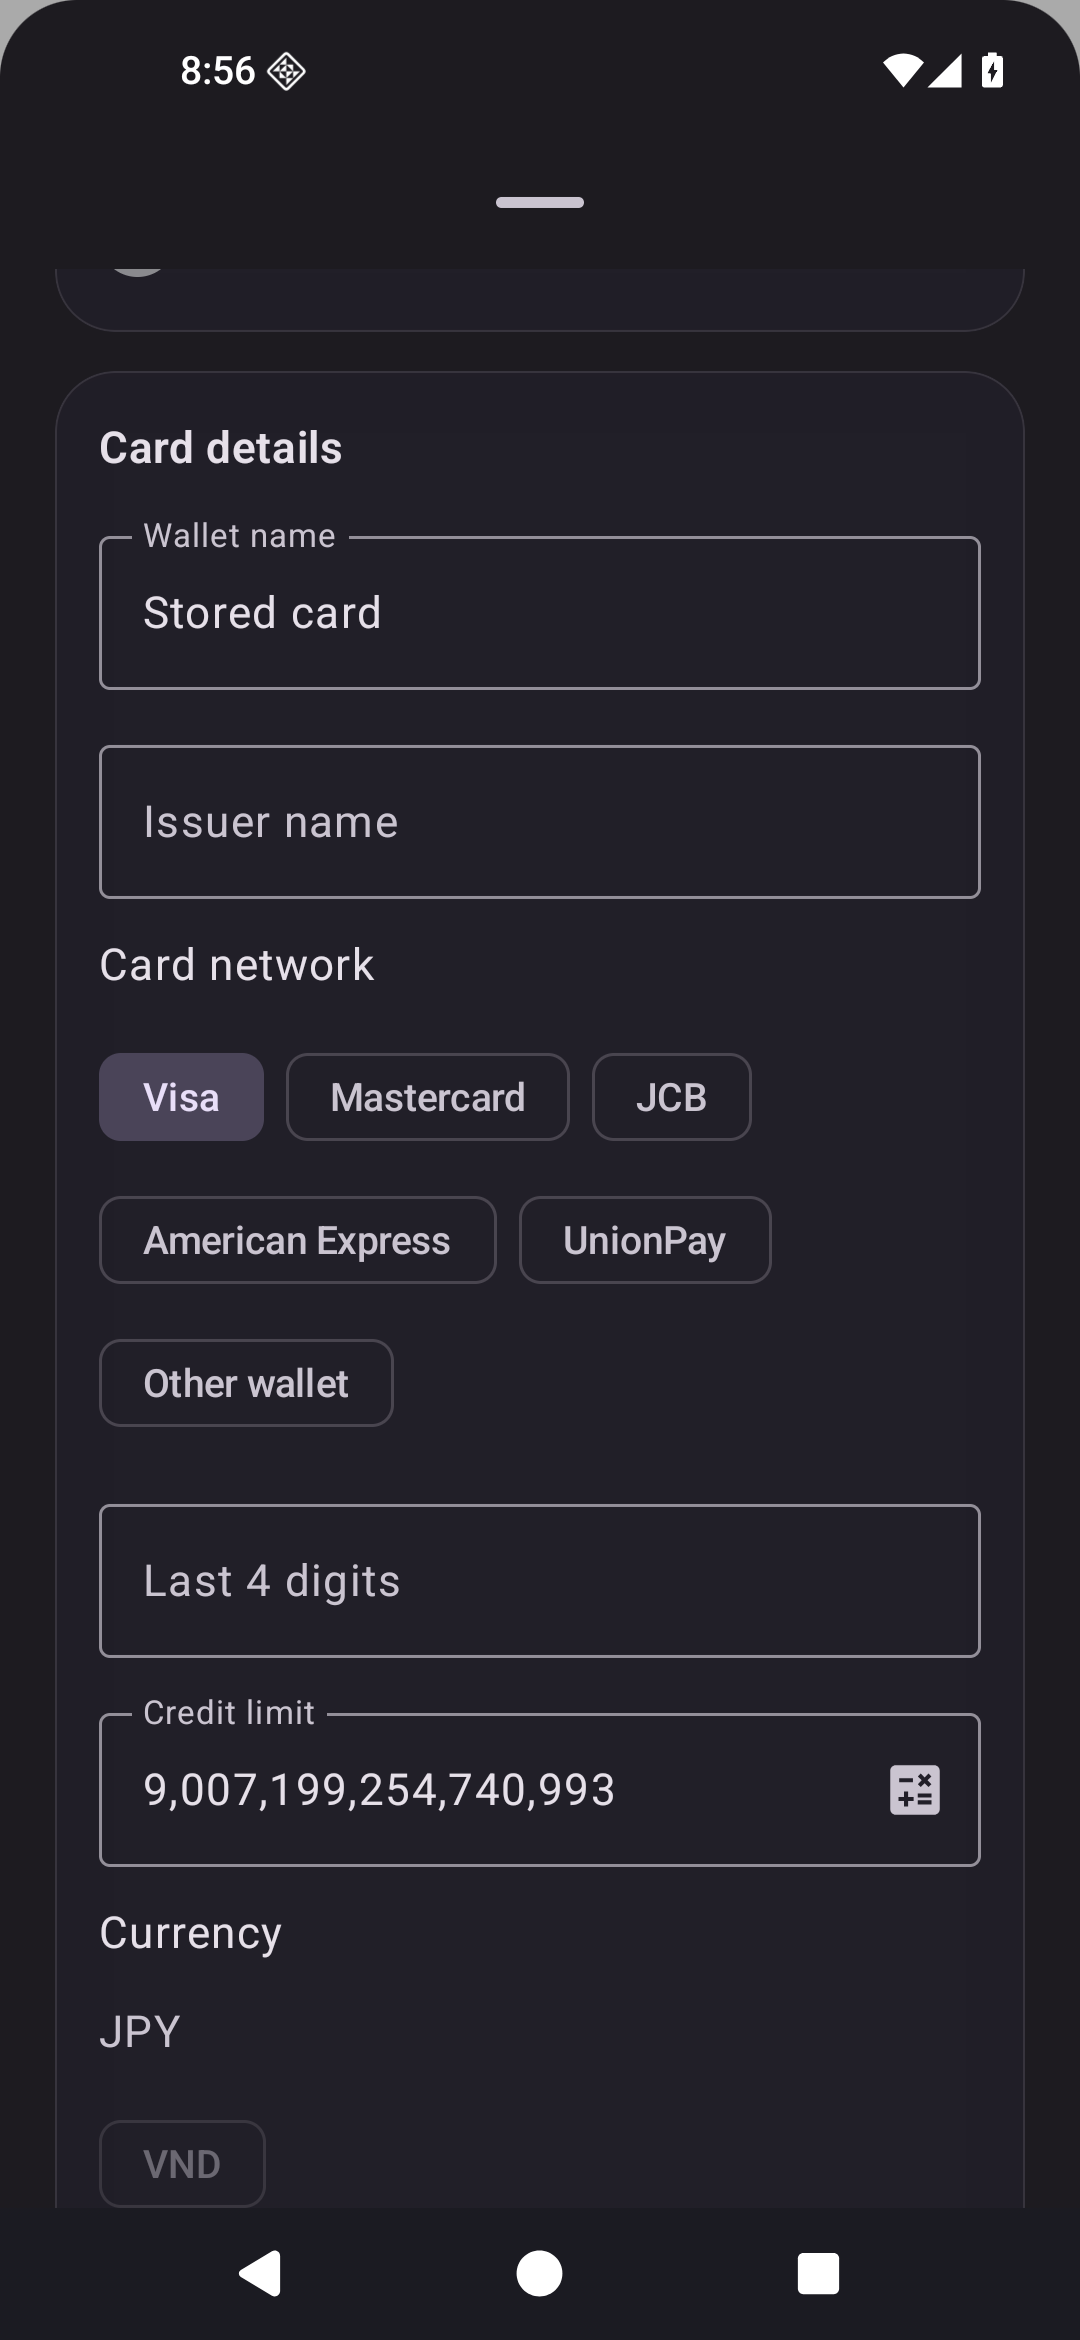 8:56
Card details
Wallet name
Stored card
Issuer name
Card network
Visa Mastercard JCB
American Express UnionPay
Other wallet
Last 4 digits
Credit limit
9,007,199,254,740,993
Currency
JPY
VND